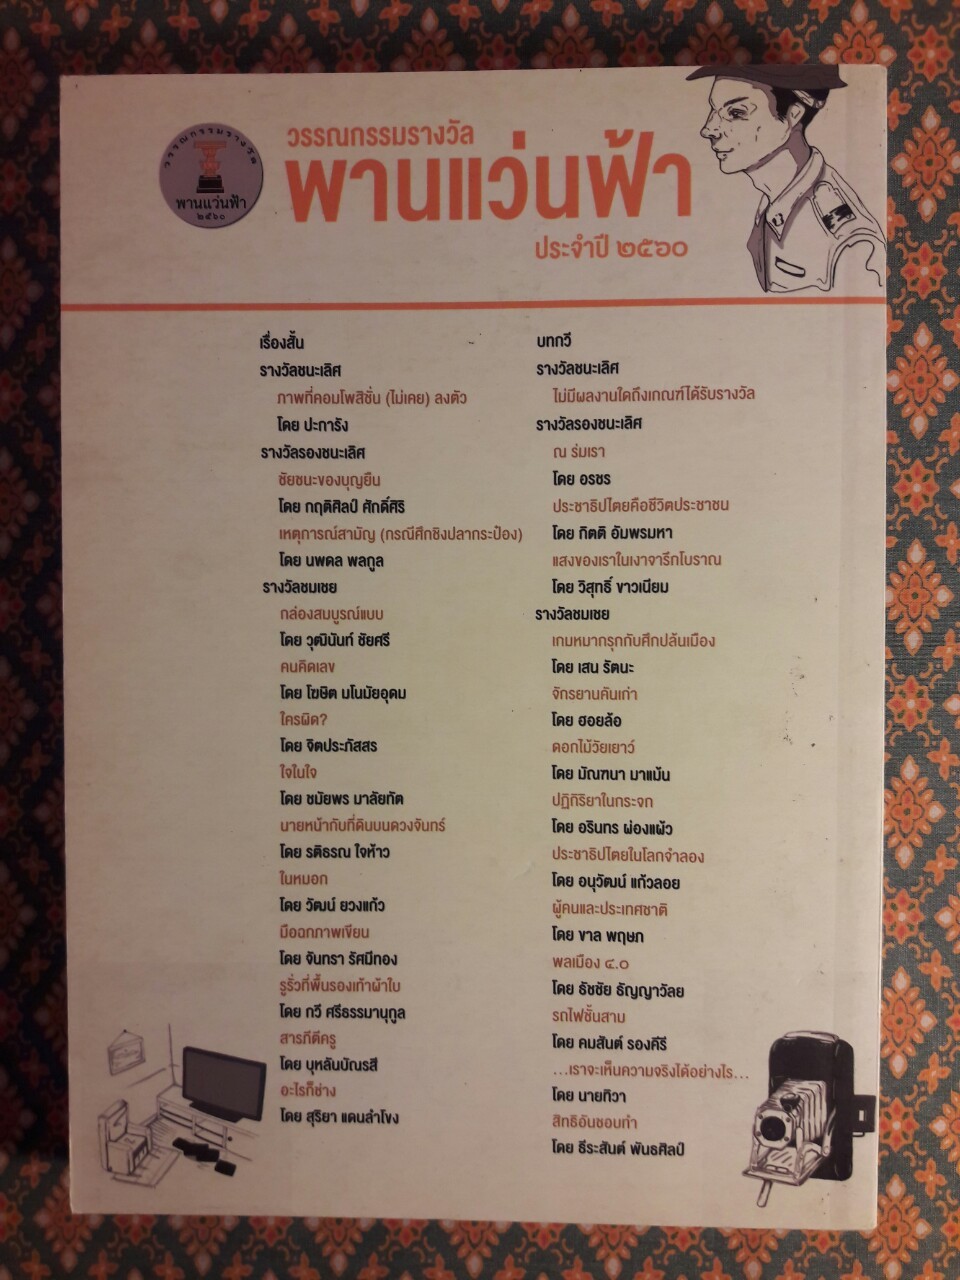 วรรณกรรมรางวัล
พานแว่นฟ้า
๒๕๖๐
วรรณกรรมรางวัล
พานแว่นฟ้า
ประจำปี ๒๕๖๐
เรื่องสั้น
รางวัลชนะเลิศ
ภาพที่คอมโพสิชั่น (ไม่เคย) ลงตัว
โดย ปะการัง
รางวัลรองชนะเลิศ
ชัยชนะของบุญยืน
โดย กฤติศิลป์ ศักดิ์ศิริ
เหตุการณ์สามัญ (กรณีศึกชิงปลากระป๋อง)
โดย นพดล พลกูล
รางวัลชมเชย
กล่องสมบูรณ์แบบ
โดย วุฒินันท์ ชัยศรี
คนคิดเลข
โดย โฆษิต มโนมัยอุดม
ใครผิด?
โดย จิตประภัสสร
ใจในใจ
โดย ชมัยพร มาลัยทัต
นายหน้ากับที่ดินบนดวงจันทร์
โดย รติธรณ ใจห้าว
ในหมอก
โดย วัฒน์ ยวงแก้ว
มือฉกภาพเขียน
โดย จันทรา รัศมีทอง
รูรั่วที่พื้นรองเท้าผ้าใบ
โดย กวี ศรีธรรมานุกูล
สารภีตีครู
โดย บุหลันบัณรสี
อะไรก็ช่าง
โดย สุริยา แดนลำโขง
บทกวี
รางวัลชนะเลิศ
ไม่มีผลงานใดถึงเกณฑ์ได้รับรางวัล
รางวัลรองชนะเลิศ
ณ ร่มเรา
โดย อรชร
ประชาธิปไตยคือชีวิตประชาชน
โดย กิตติ อัมพรมหา
แสงของเราในเงาจารึกโบราณ
โดย วิสุทธิ์ ขาวเนียม
รางวัลชมเชย
เกมหมากรุกกับศึกปล้นเมือง
โดย เสน รัตนะ
จักรยานคันเก่า
โดย ฮอยล้อ
ดอกไม้วัยเยาว์
โดย มัณฑนา มาแม้น
ปฏิกิริยาในกระจก
โดย อรินทร ผ่องแผ้ว
ประชาธิปไตยในโลกจำลอง
โดย อนุวัฒน์ แก้วลอย
ผู้คนและประเทศชาติ
โดย ขาล พฤษภ
พลเมือง ๔.๐
โดย ธัชชัย ธัญญาวัลย
รถไฟชั้นสาม
โดย คมสันต์ รองคีรี
...เราจะเห็นความจริงได้อย่างไร...
โดย นายทิวา
สิทธิอันชอบทำ
โดย ธีระสันต์ พันธศิลป์